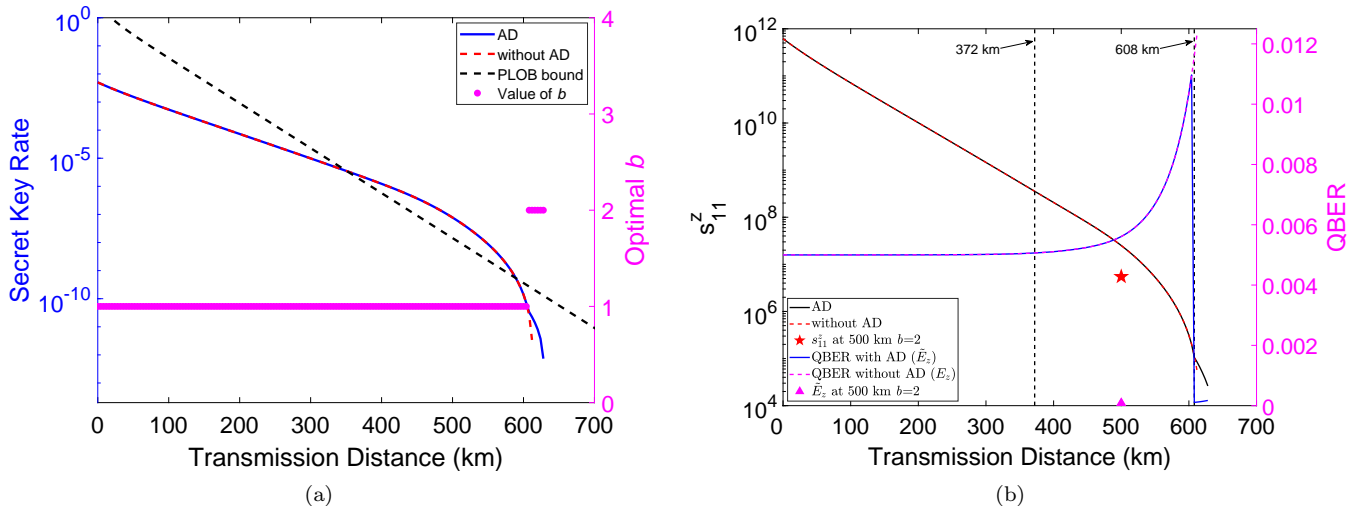 10^0
10^-5
10^-10
Secret Key Rate
AD
without AD
PLOB bound
Value of b
4
3
2
1
0
Optimal b
0 100 200 300 400 500 600 700
Transmission Distance (km)
(a)
10^12
10^10
10^8
10^6
10^4
s^z_11
372 km
608 km
AD
without AD
s^z_11 at 500 km b=2
QBER with AD (Ẽ_z)
QBER without AD (E_z)
Ẽ_z at 500 km b=2
0.012
0.01
0.008
0.006
0.004
0.002
0
QBER
0 100 200 300 400 500 600 700
Transmission Distance (km)
(b)